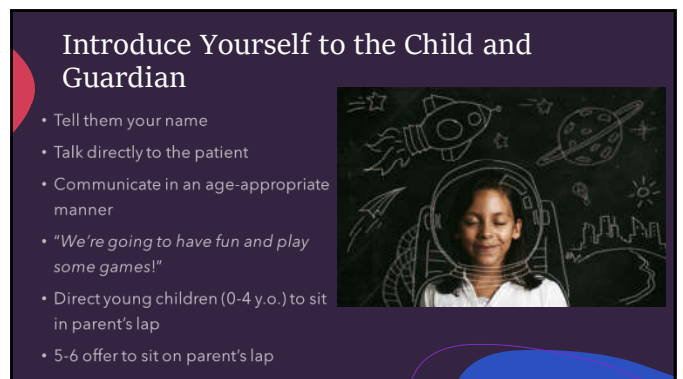 Introduce Yourself to the Child and
Guardian
• Tell them your name
• Talk directly to the patient
• Communicate in an age-appropriate
manner
• “We’re going to have fun and play
some games!”
• Direct young children (0-4 y.o.) to sit
in parent’s lap
• 5-6 offer to sit on parent’s lap